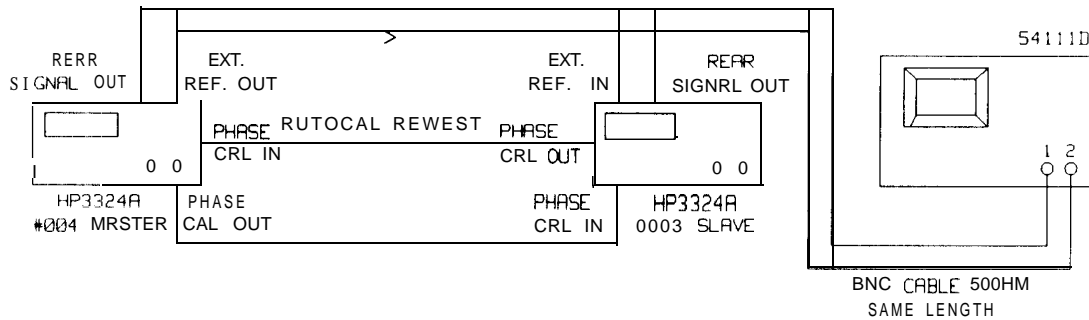 54111D
RERR
SIGNAL OUT
EXT.
REF. OUT
EXT.
REF. IN
REAR
SIGNRL OUT
PHASE
CRL IN
RUTOCAL REWEST
PHASE
CRL OUT
0 0
0 0
1 2
HP3324A
#004 MRSTER
PHASE
CAL OUT
PHASE
CRL IN
HP3324A
0003 SLAVE
BNC CABLE 500HM
SAME LENGTH